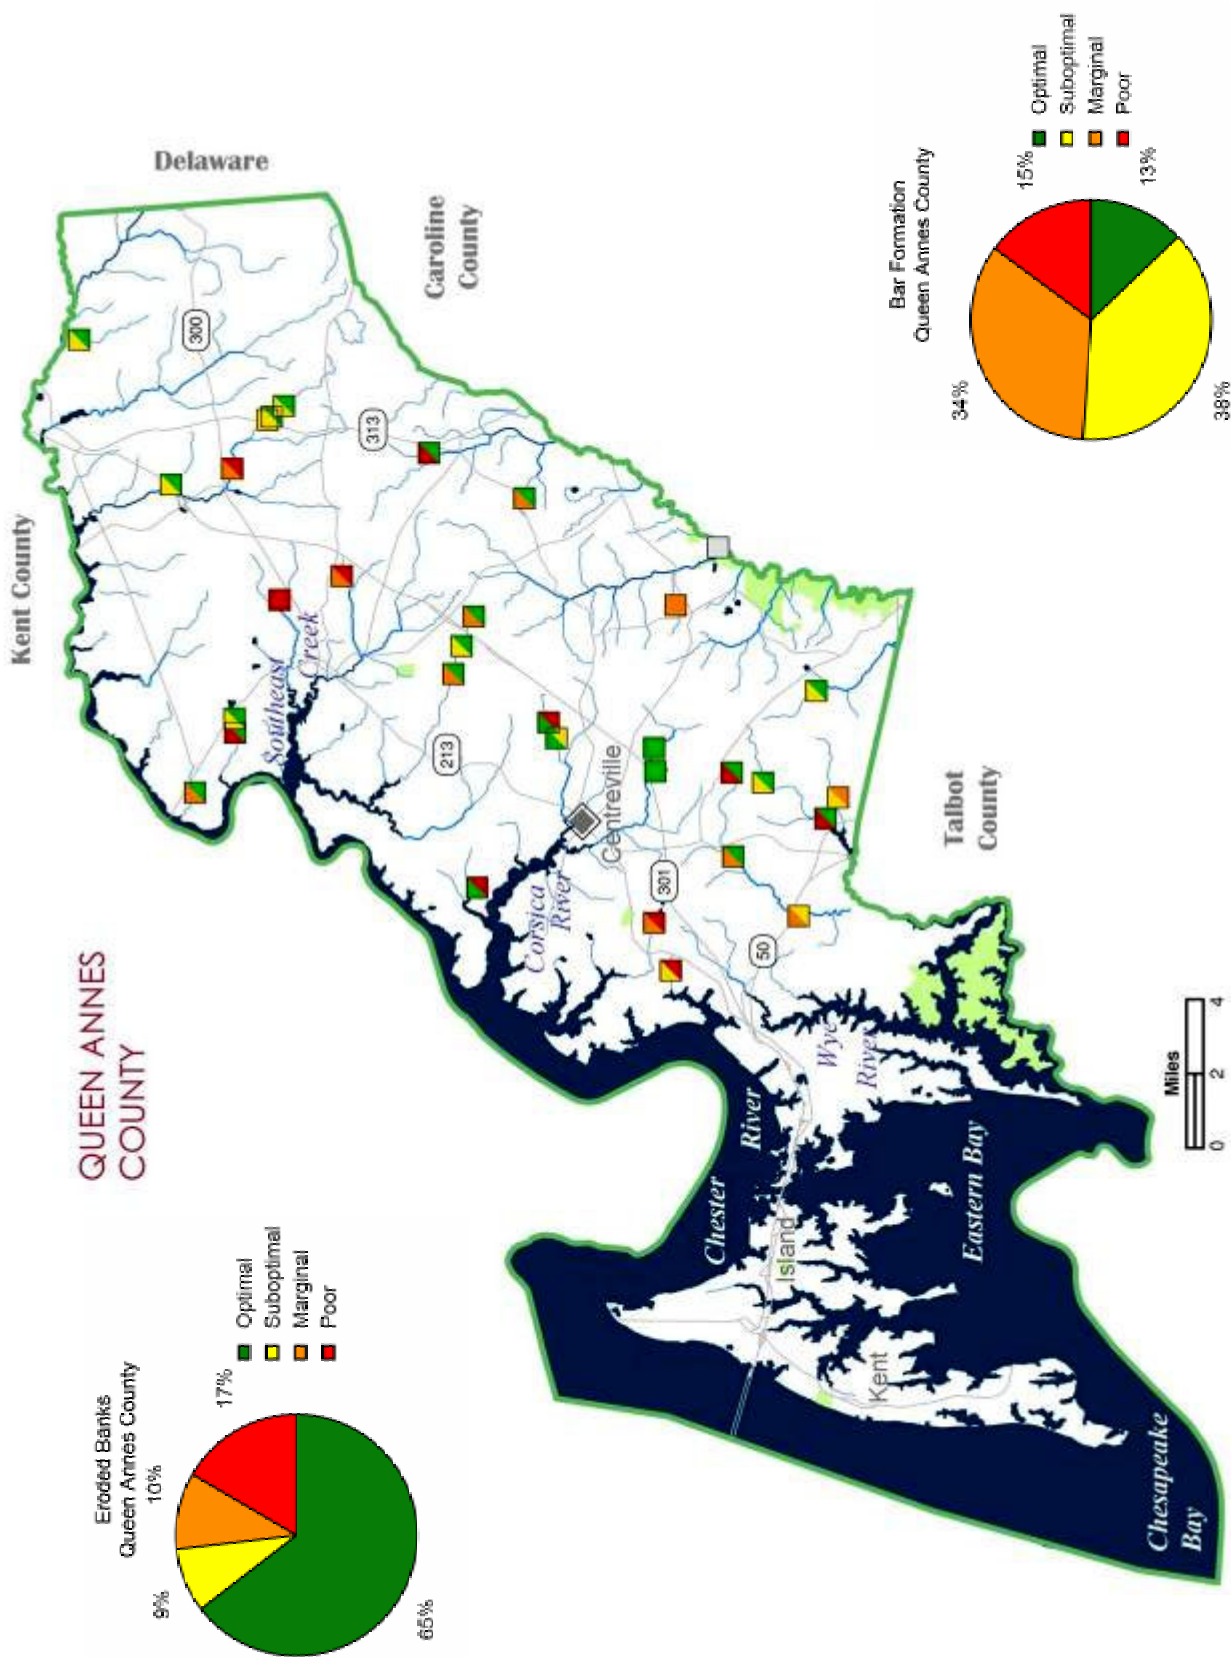 QUEEN ANNES
COUNTY
Eroded Banks
Queen Annes County
9%
10%
17%
65%
Optimal
Suboptimal
Marginal
Poor
Kent County
Delaware
Caroline
County
Talbot
County
300
313
213
301
50
Southeast
Creek
Corsica
River
Centreville
Wye
River
Chester
River
Island
Kent
Eastern Bay
Chesapeake
Bay
Miles
0 2 4
Bar Formation
Queen Annes County
34%
15%
38%
13%
Optimal
Suboptimal
Marginal
Poor